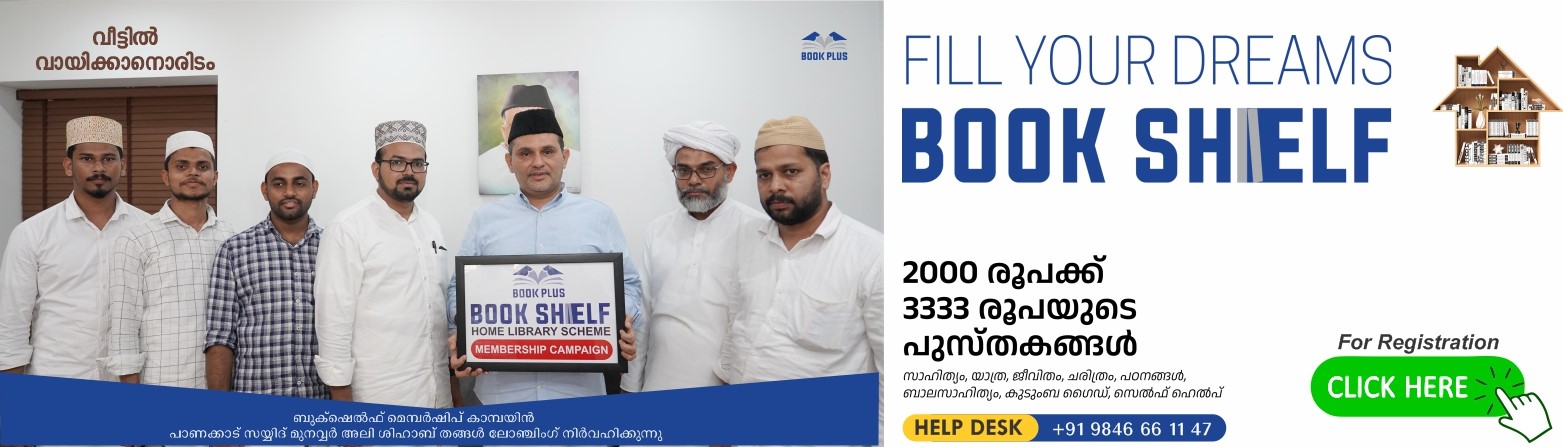 വീട്ടിൽ
വായിക്കാനൊരിടം
BOOK PLUS
BOOK PLUS
BOOK SHELF
HOME LIBRARY SCHEME
MEMBERSHIP CAMPAIGN
ബുക്ഷെൽഫ് മെമ്പർഷിപ് കാമ്പയിൻ
പാണക്കാട് സയ്യിദ് മുനവ്വർ അലി ശിഹാബ് തങ്ങൾ ലോഞ്ചിംഗ് നിർവഹിക്കുന്നു
FILL YOUR DREAMS
BOOK SHELF
2000 രൂപക്ക്
3333 രൂപയുടെ
പുസ്തകങ്ങൾ
സാഹിത്യം, യാത്ര, ജീവിതം, ചരിത്രം, പഠനങ്ങൾ,
ബാലസാഹിത്യം, കുടുംബ ഗൈഡ്, സെൽഫ് ഹെൽപ്
HELP DESK +91 9846 66 11 47
For Registration
CLICK HERE